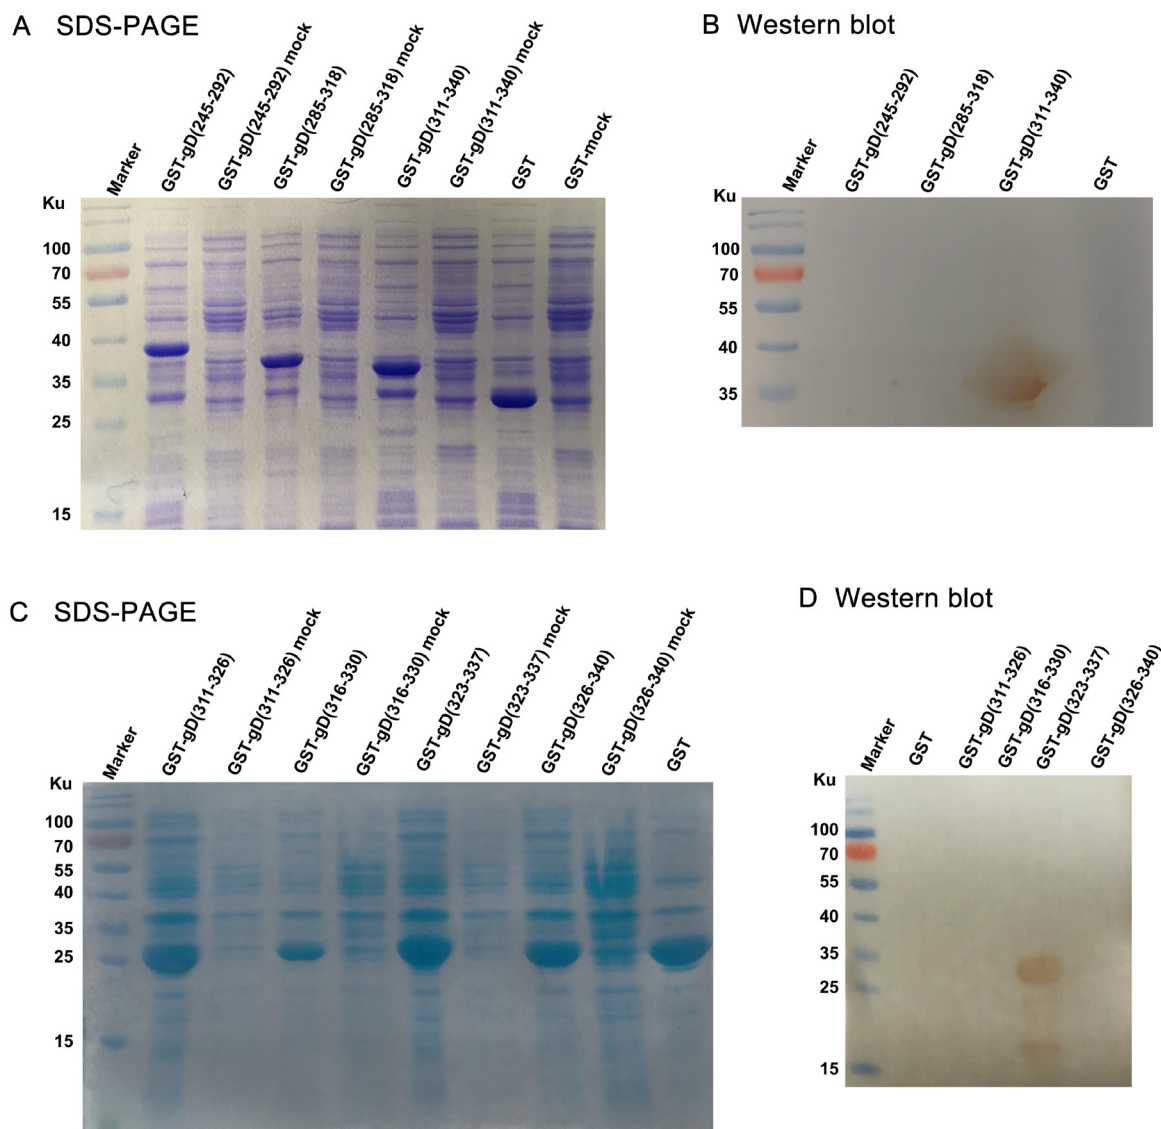 A SDS-PAGE
Marker
GST-gD(245-292)
GST-gD(245-292) mock
GST-gD(285-318)
GST-gD(285-318) mock
GST-gD(311-340)
GST-gD(311-340) mock
GST
GST-mock
Ku
100
70
55
40
35
25
15
B Western blot
Marker
GST-gD(245-292)
GST-gD(285-318)
GST-gD(311-340)
GST
Ku
100
70
55
40
35
C SDS-PAGE
Marker
GST-gD(311-326)
GST-gD(311-326) mock
GST-gD(316-330)
GST-gD(316-330) mock
GST-gD(323-337)
GST-gD(323-337) mock
GST-gD(326-340)
GST-gD(326-340) mock
GST
Ku
100
70
55
40
35
25
15
D Western blot
Marker
GST
GST-gD(311-326)
GST-gD(316-330)
GST-gD(323-337)
GST-gD(326-340)
Ku
100
70
55
40
35
25
15